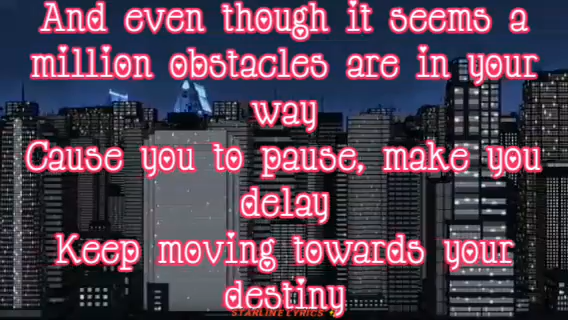 And even though it seems a
million obstacles are in your
way
Cause you to pause, make you
delay
Keep moving towards your
destiny
STARLINE LYRICS